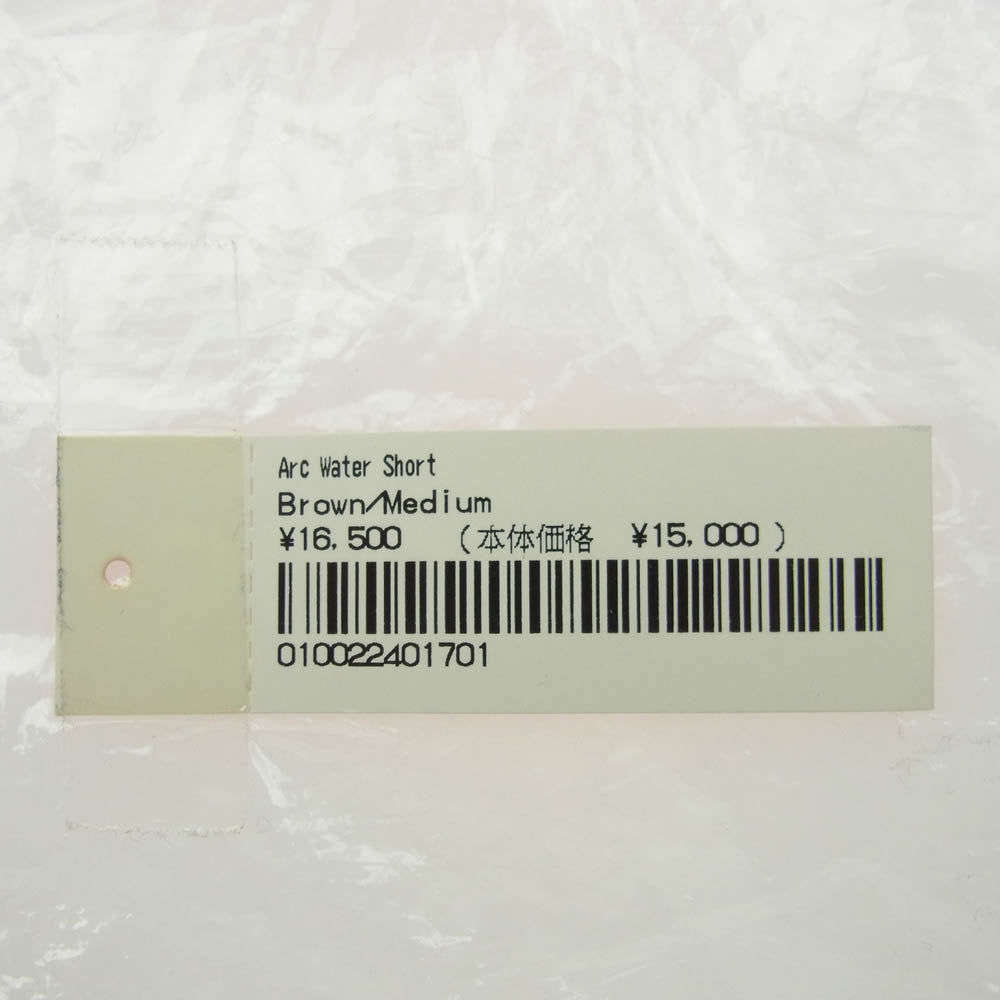 Arc Water Short
Brown/Medium
¥16,500 (本体価格 ¥15,000)
010022401701